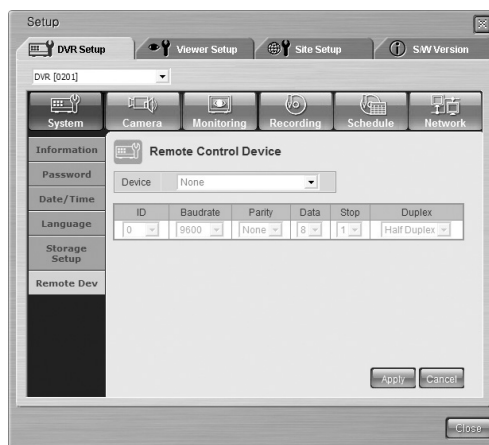 Setup
DVR Setup Viewer Setup Site Setup S/W Version
DVR [0201]
System Camera Monitoring Recording Schedule Network
Information
Password
Date/Time
Language
Storage
Setup
Remote Dev
Remote Control Device
Device None
ID Baudrate Parity Data Stop Duplex
0 9600 None 8 1 Half Duplex
Apply Cancel
Close